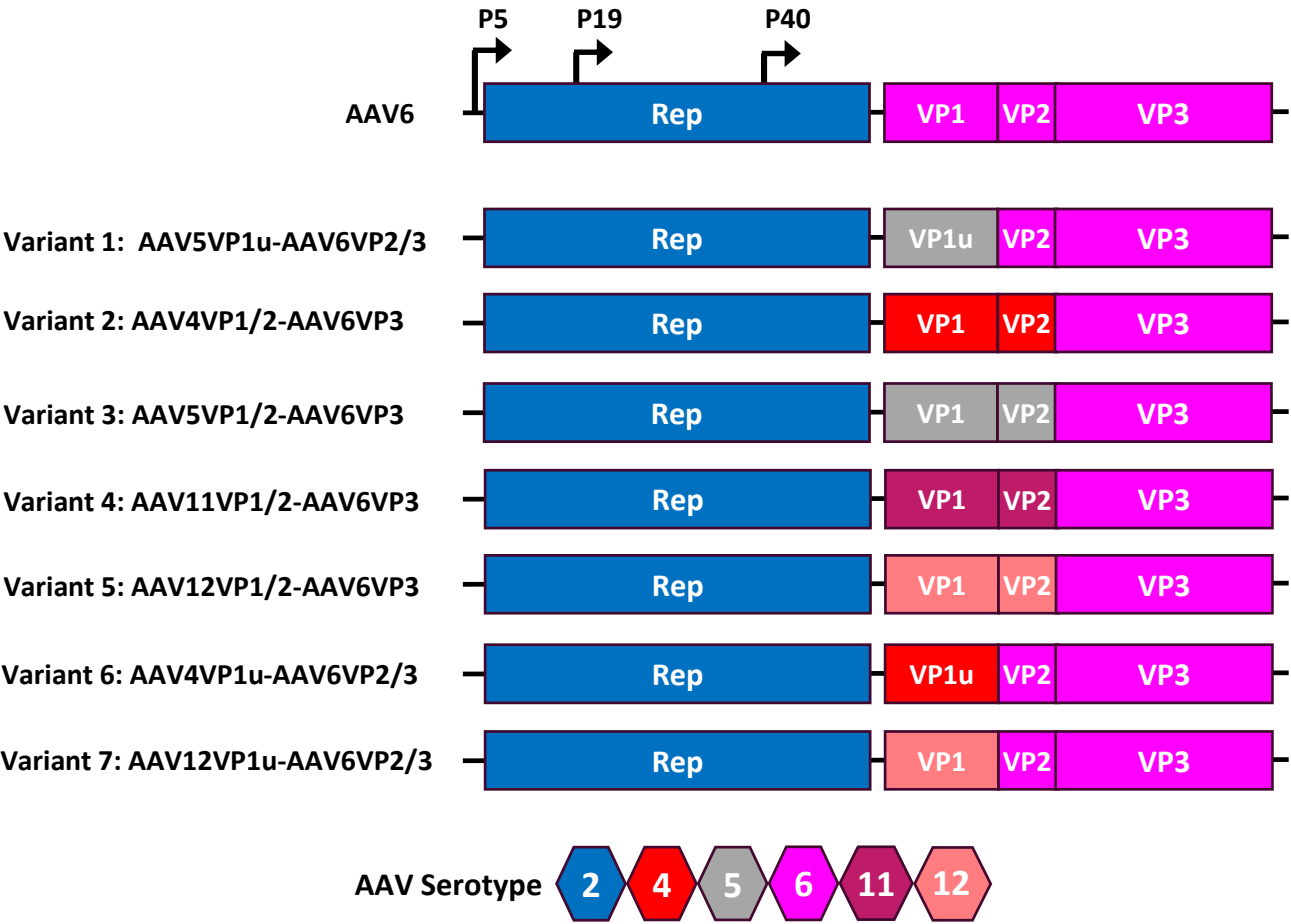 P5 P19 P40
AAV6 Rep VP1 VP2 VP3
Variant 1: AAV5VP1u-AAV6VP2/3 Rep VP1u VP2 VP3
Variant 2: AAV4VP1/2-AAV6VP3 Rep VP1 VP2 VP3
Variant 3: AAV5VP1/2-AAV6VP3 Rep VP1 VP2 VP3
Variant 4: AAV11VP1/2-AAV6VP3 Rep VP1 VP2 VP3
Variant 5: AAV12VP1/2-AAV6VP3 Rep VP1 VP2 VP3
Variant 6: AAV4VP1u-AAV6VP2/3 Rep VP1u VP2 VP3
Variant 7: AAV12VP1u-AAV6VP2/3 Rep VP1 VP2 VP3
AAV Serotype 2 4 5 6 11 12